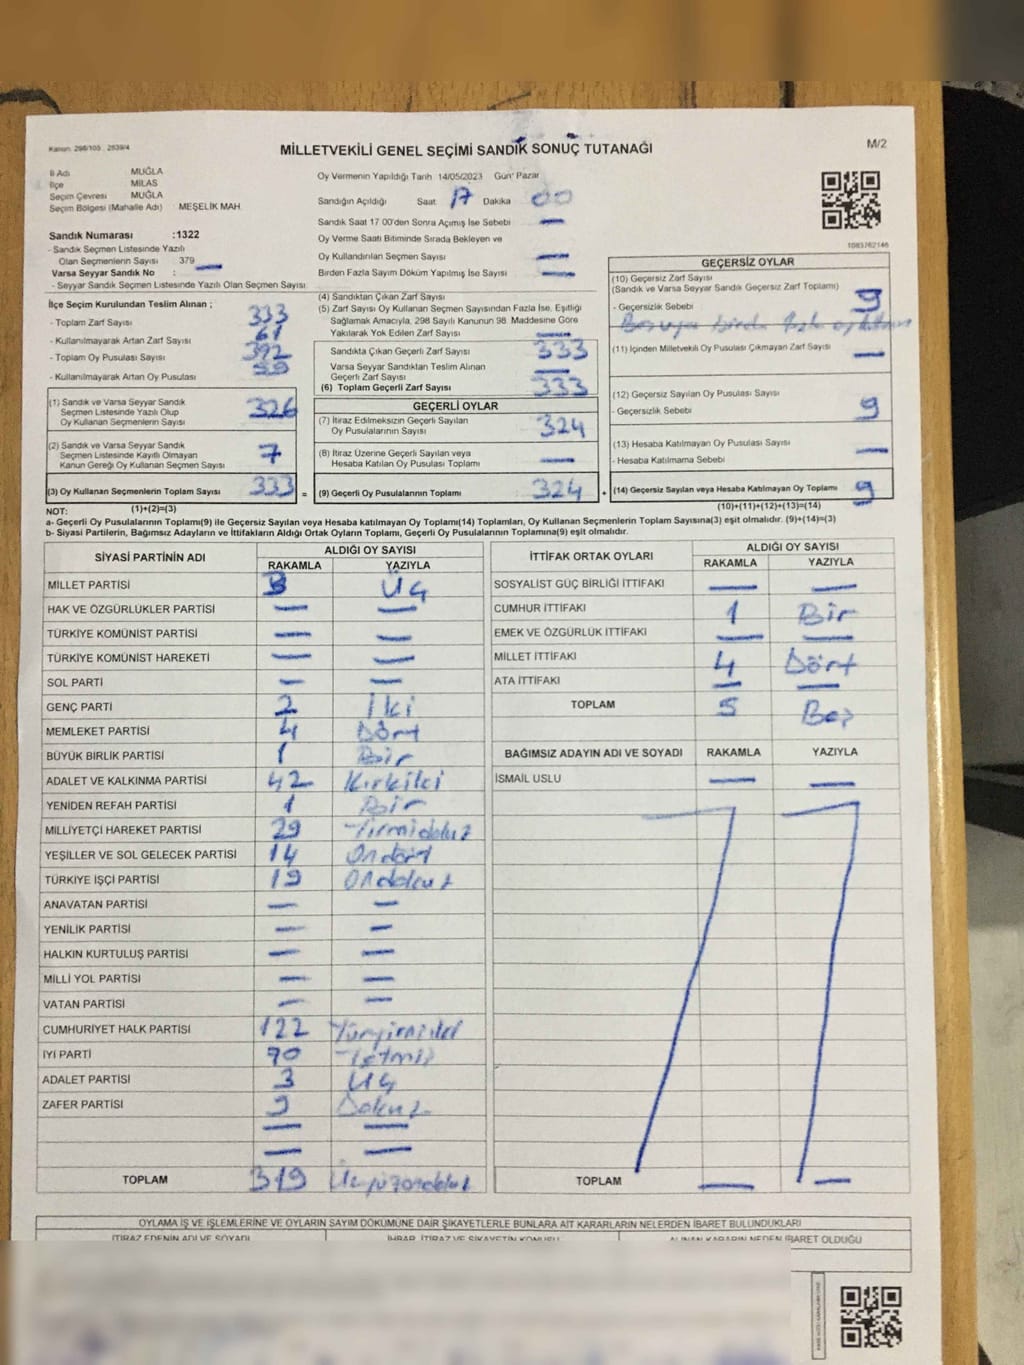 Kanun: 298/105 , 2839/4
MİLLETVEKİLİ GENEL SEÇİMİ SANDIK SONUÇ TUTANAĞI
M/2
İl Adı MUĞLA
İlçe MİLAS
Seçim Çevresi MUĞLA
Seçim Bölgesi (Mahalle Adı) MEŞELİK MAH.
Sandık Numarası :1322
- Sandık Seçmen Listesinde Yazılı
Olan Seçmenlerin Sayısı 379
Varsa Seyyar Sandık No : —
- Seyyar Sandık Seçmen Listesinde Yazılı Olan Seçmen Sayısı
Oy Vermenin Yapıldığı Tarih 14/05/2023 Gün: Pazar
Sandığın Açıldığı Saat 17 Dakika 00
Sandık Saat 17 00'den Sonra Açılmış İse Sebebi —
Oy Verme Saati Bitiminde Sırada Bekleyen ve
Oy Kullandırılan Seçmen Sayısı —
Birden Fazla Sayım Döküm Yapılmış İse Sayısı —
1083762146
İlçe Seçim Kurulundan Teslim Alınan ;
- Toplam Zarf Sayısı
- Kullanılmayarak Artan Zarf Sayısı 61
- Toplam Oy Pusulası Sayısı 392
- Kullanılmayarak Artan Oy Pusulası 59
(1) Sandık ve Varsa Seyyar Sandık
Seçmen Listesinde Yazılı Olup
Oy Kullanan Seçmenlerin Sayısı 326
(2) Sandık ve Varsa Seyyar Sandık
Seçmen Listesinde Kayıtlı Olmayan
Kanun Gereği Oy Kullanan Seçmen Sayısı 7
(3) Oy Kullanan Seçmenlerin Toplam Sayısı 333 =
(1)+(2)=(3)
(4) Sandıktan Çıkan Zarf Sayısı
(5) Zarf Sayısı Oy Kullanan Seçmen Sayısından Fazla İse, Eşitliği
Sağlamak Amacıyla, 298 Sayılı Kanunun 98. Maddesine Göre
Yakılarak Yok Edilen Zarf Sayısı —
Sandıkta Çıkan Geçerli Zarf Sayısı 333
Varsa Seyyar Sandıktan Teslim Alınan
Geçerli Zarf Sayısı —
(6) Toplam Geçerli Zarf Sayısı 333
GEÇERLİ OYLAR
(7) İtiraz Edilmeksizin Geçerli Sayılan
Oy Pusulalarının Sayısı 324
(8) İtiraz Üzerine Geçerli Sayılan veya
Hesaba Katılan Oy Pusulası Toplamı —
(9) Geçerli Oy Pusulalarının Toplamı 324 +
GEÇERSİZ OYLAR
(10) Geçersiz Zarf Sayısı
(Sandık ve Varsa Seyyar Sandık Geçersiz Zarf Toplamı) 9
- Geçersizlik Sebebi
(11) İçinden Milletvekili Oy Pusulası Çıkmayan Zarf Sayısı —
(12) Geçersiz Sayılan Oy Pusulası Sayısı
- Geçersizlik Sebebi 9
(13) Hesaba Katılmayan Oy Pusulası Sayısı —
- Hesaba Katılmama Sebebi
(14) Geçersiz Sayılan veya Hesaba Katılmayan Oy Toplamı 9
(10)+(11)+(12)+(13)=(14)
NOT:
a- Geçerli Oy Pusulalarının Toplamı(9) ile Geçersiz Sayılan veya Hesaba katılmayan Oy Toplamı(14) Toplamları, Oy Kullanan Seçmenlerin Toplam Sayısına(3) eşit olmalıdır. (9)+(14)=(3)
b- Siyasi Partilerin, Bağımsız Adayların ve İttifakların Aldığı Ortak Oyların Toplamı, Geçerli Oy Pusulalarının Toplamına(9) eşit olmalıdır.
SİYASİ PARTİNİN ADI ALDIĞI OY SAYISI
RAKAMLA YAZIYLA
MİLLET PARTİSİ 3 Üç
HAK VE ÖZGÜRLÜKLER PARTİSİ — —
TÜRKİYE KOMÜNİST PARTİSİ — —
TÜRKİYE KOMÜNİST HAREKETİ — —
SOL PARTİ — —
GENÇ PARTİ 2 İki
MEMLEKET PARTİSİ 4 Dört
BÜYÜK BİRLİK PARTİSİ 1 Bir
ADALET VE KALKINMA PARTİSİ 42 Kırkiki
YENİDEN REFAH PARTİSİ 1 Bir
MİLLİYETÇİ HAREKET PARTİSİ 29 Yirmidokuz
YEŞİLLER VE SOL GELECEK PARTİSİ 14 Ondört
TÜRKİYE İŞÇİ PARTİSİ 19 Ondokuz
ANAVATAN PARTİSİ — —
YENİLİK PARTİSİ — —
HALKIN KURTULUŞ PARTİSİ — —
MİLLİ YOL PARTİSİ — —
VATAN PARTİSİ — —
CUMHURİYET HALK PARTİSİ 122 Yüzyirmiiki
İYİ PARTİ 70 Yetmiş
ADALET PARTİSİ 3 Üç
ZAFER PARTİSİ 9 Dokuz
— —
— —
TOPLAM 319 Üçyüzondokuz
İTTİFAK ORTAK OYLARI ALDIĞI OY SAYISI
RAKAMLA YAZIYLA
SOSYALİST GÜÇ BİRLİĞİ İTTİFAKI — —
CUMHUR İTTİFAKI 1 Bir
EMEK VE ÖZGÜRLÜK İTTİFAKI — —
MİLLET İTTİFAKI 4 Dört
ATA İTTİFAKI — —
TOPLAM 5 Beş
BAĞIMSIZ ADAYIN ADI VE SOYADI RAKAMLA YAZIYLA
İSMAİL USLU — —
TOPLAM — —
OYLAMA İŞ VE İŞLEMLERİNE VE OYLARIN SAYIM DÖKÜMÜNE DAİR ŞİKAYETLERLE BUNLARA AİT KARARLARIN NELERDEN İBARET BULUNDUKLARI
İTİRAZ EDENİN ADI VE SOYADI İHBAR, İTİRAZ VE ŞİKAYETİN KONUSU ALINAN KARARIN NEDEN İBARET OLDUĞU